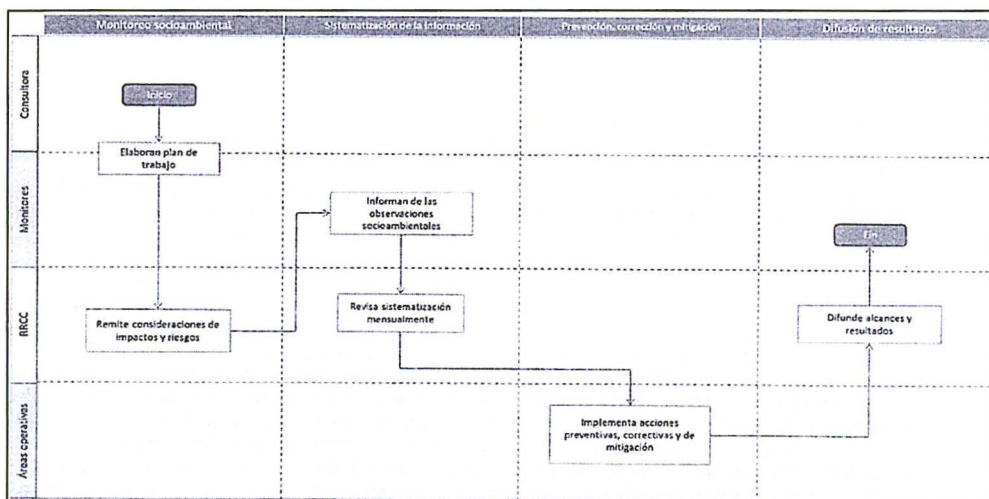 Monitoreo socioambiental
Sistematización de la información
Prevención, corrección y mitigación
Difusión de resultados
Consultora
Inicio
Elaboran plan de
trabajo
Monitores
Informan de las
observaciones
socioambientales
Fin
RRCC
Remite consideraciones de
impactos y riesgos
Revisa sistematización
mensualmente
Difunde alcances y
resultados
Áreas operativas
Implementa acciones
preventivas, correctivas y de
mitigación